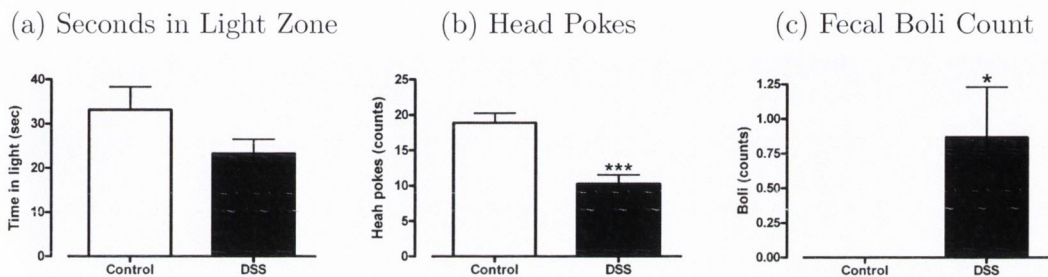 (a) Seconds in Light Zone
(b) Head Pokes
(c) Fecal Boli Count
Time in light (sec)
40
30
20
10
0
Control
DSS
Heah pokes (counts)
25
20
15
10
5
0
***
Control
DSS
Boli (counts)
1.25
1.00
0.75
0.50
0.25
0.00
*
Control
DSS